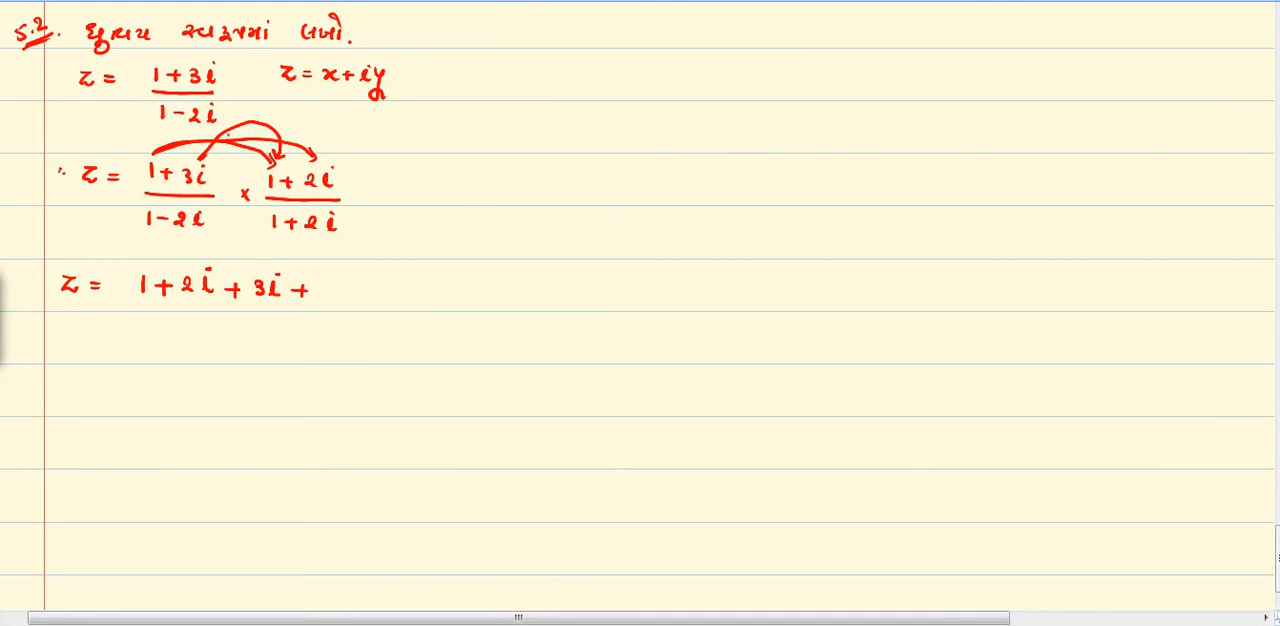 5.2. ધ્રુવીય સ્વરૂપમાં લખો.
z = 1 + 3i / 1 - 2i z = x + iy
∴ z = 1 + 3i / 1 - 2i × 1 + 2i / 1 + 2i
z = 1 + 2i + 3i +